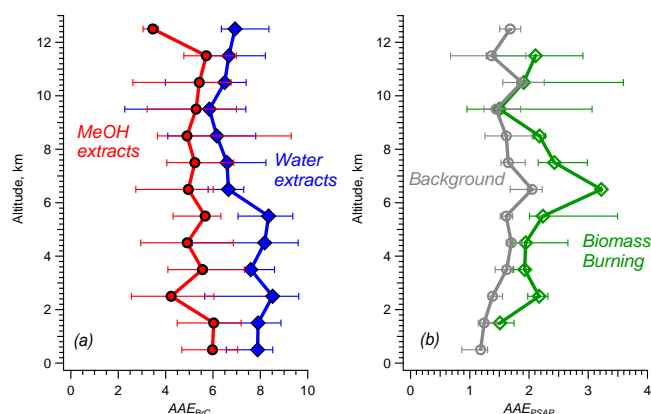 12
10
8
6
4
2
0
Altitude, km
MeOH
extracts
Water
extracts
(a)
0 2 4 6 8 10
AAE_BrC
12
10
8
6
4
2
0
Altitude, km
Background
Biomass
Burning
(b)
0 1 2 3 4
AAE_PSAP